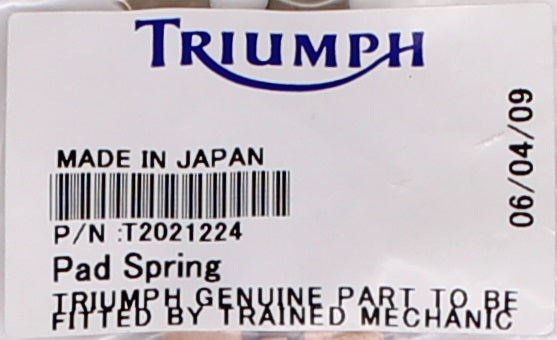 TRIUMPH
06/04/09
MADE IN JAPAN
P/N :T2021224
Pad Spring
TRIUMPH GENUINE PART TO BE
FITTED BY TRAINED MECHANIC